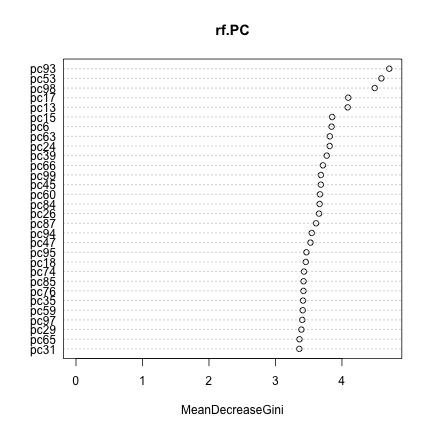 rf.PC
pc93
pc53
pc98
pc17
pc13
pc15
pc6
pc63
pc24
pc39
pc66
pc99
pc45
pc60
pc84
pc26
pc87
pc94
pc47
pc95
pc18
pc74
pc85
pc76
pc35
pc59
pc97
pc29
pc65
pc31
0 1 2 3 4
MeanDecreaseGini